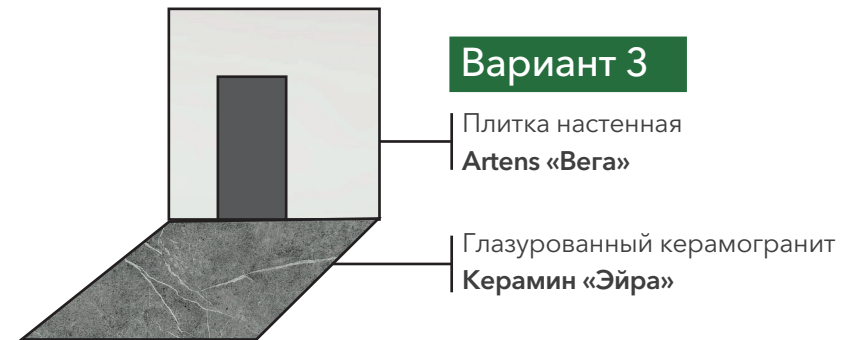 Вариант 3
Плитка настенная
Artens «Вега»
Глазурованный керамогранит
Керамин «Эйра»